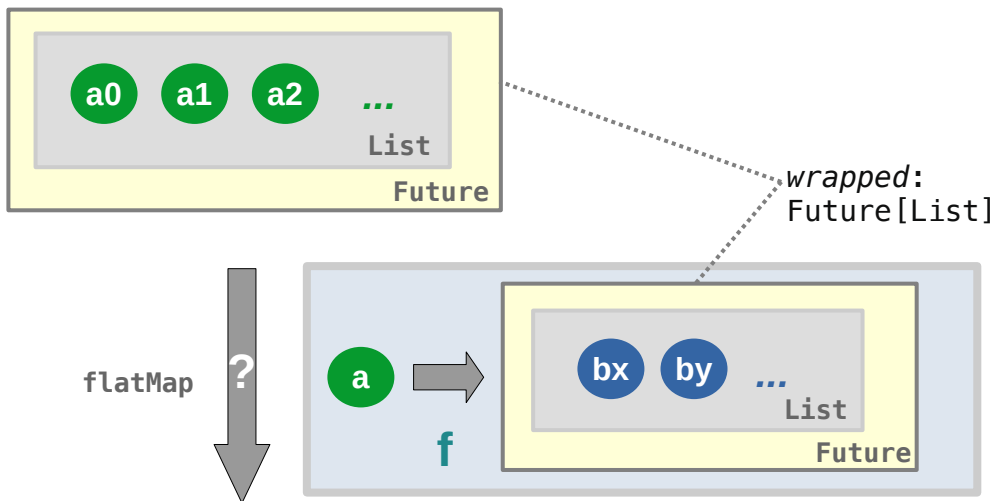 a0 a1 a2 ...
List
Future
wrapped:
Future[List]
flatMap
?
a
f
bx by ...
List
Future